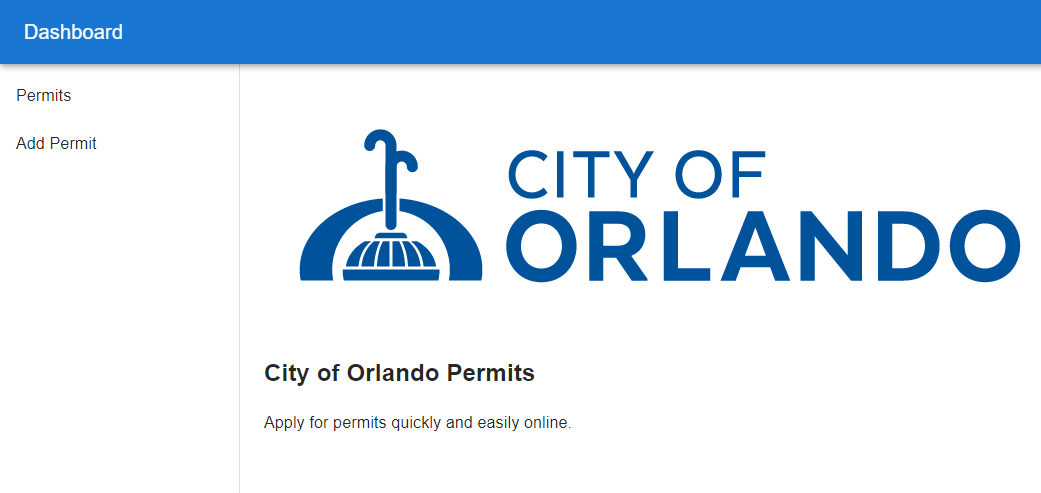 Dashboard
Permits
Add Permit
CITY OF
ORLANDO
City of Orlando Permits
Apply for permits quickly and easily online.